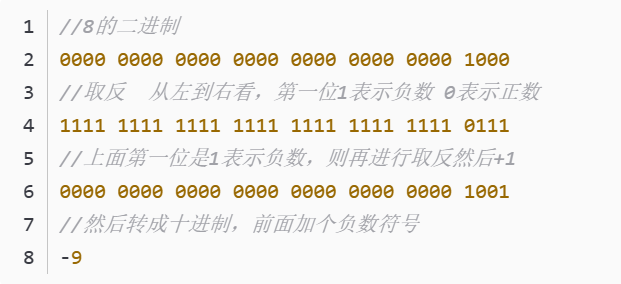 1 //8的二进制
2 0000 0000 0000 0000 0000 0000 0000 1000
3 //取反  从左到右看，第一位1表示负数 0表示正数
4 1111 1111 1111 1111 1111 1111 1111 0111
5 //上面第一位是1表示负数，则再进行取反然后+1
6 0000 0000 0000 0000 0000 0000 0000 1001
7 //然后转成十进制，前面加个负数符号
8 -9